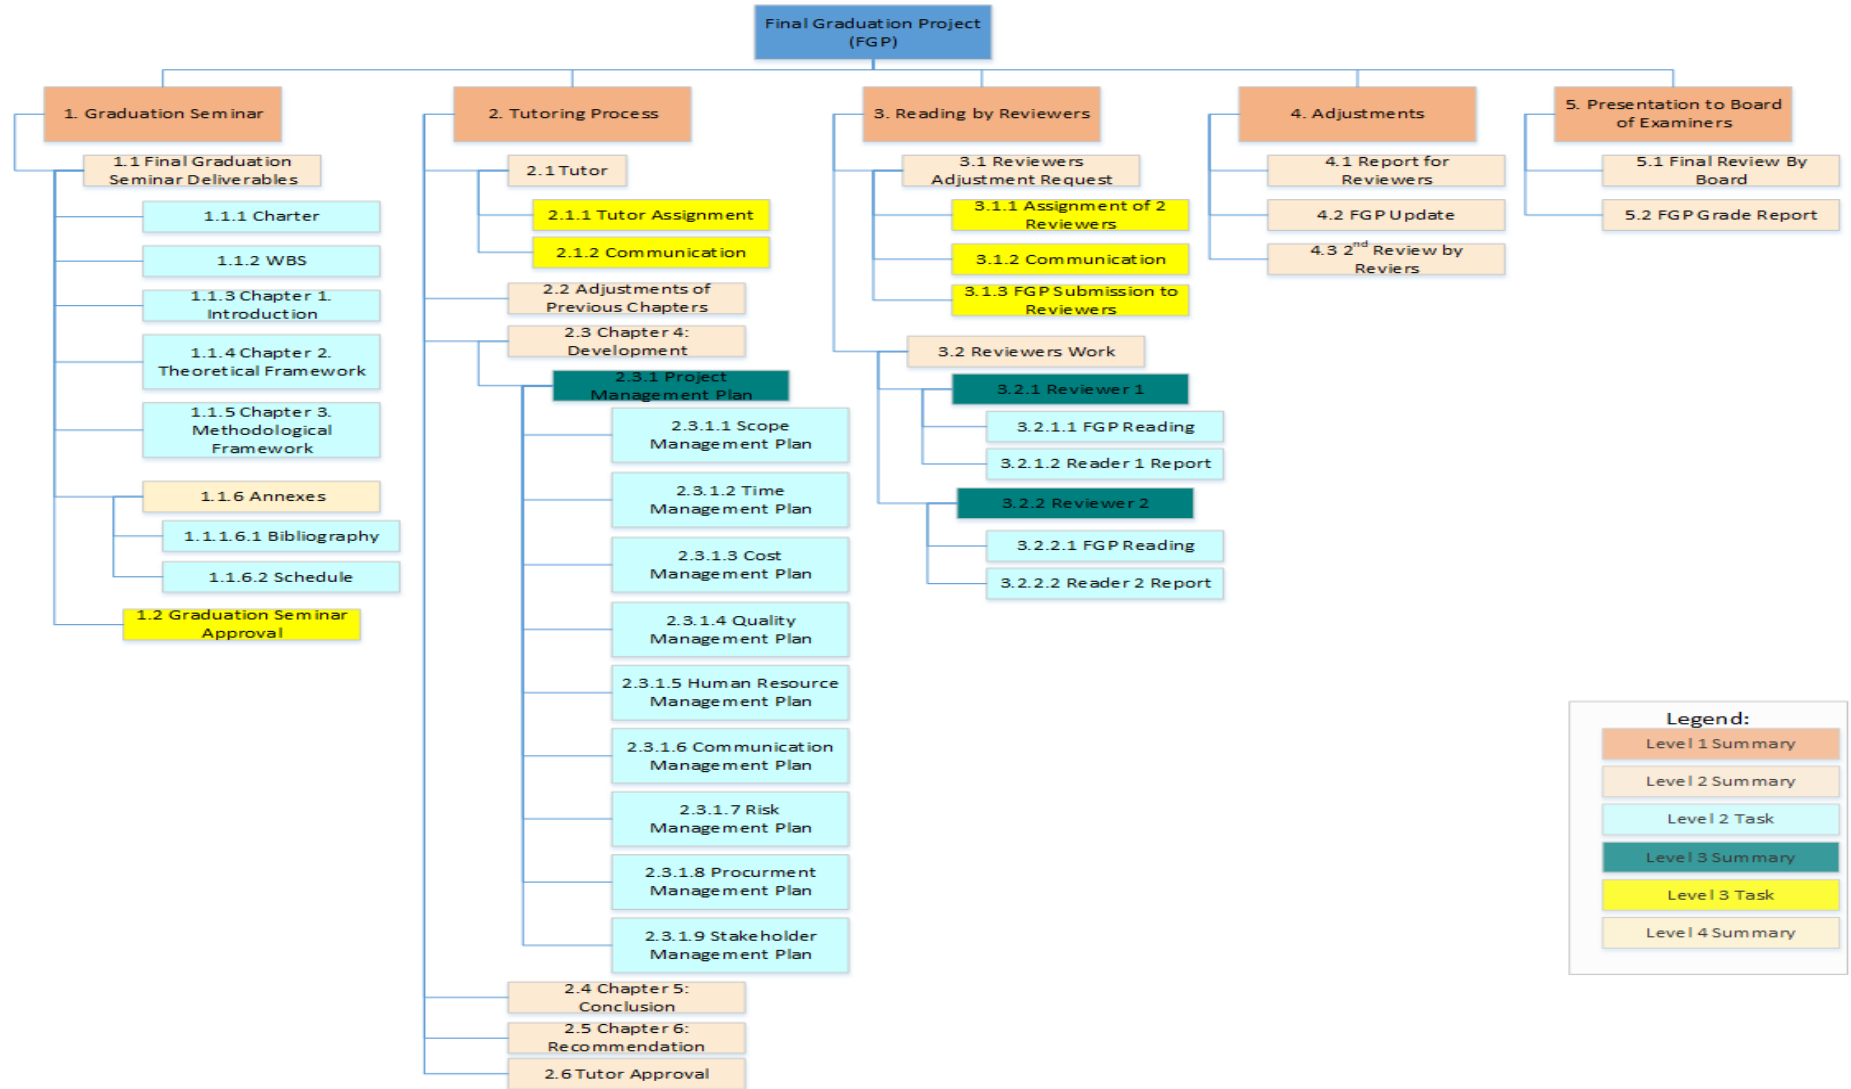 Final Graduation Project
(FGP)
1. Graduation Seminar
1.1 Final Graduation
Seminar Deliverables
1.1.1 Charter
1.1.2 WBS
1.1.3 Chapter 1.
Introduction
1.1.4 Chapter 2.
Theoretical Framework
1.1.5 Chapter 3.
Methodological
Framework
1.1.6 Annexes
1.1.1.6.1 Bibliography
1.1.6.2 Schedule
1.2 Graduation Seminar
Approval
2. Tutoring Process
2.1 Tutor
2.1.1 Tutor Assignment
2.1.2 Communication
2.2 Adjustments of
Previous Chapters
2.3 Chapter 4:
Development
2.3.1 Project
Management Plan
2.3.1.1 Scope
Management Plan
2.3.1.2 Time
Management Plan
2.3.1.3 Cost
Management Plan
2.3.1.4 Quality
Management Plan
2.3.1.5 Human Resource
Management Plan
2.3.1.6 Communication
Management Plan
2.3.1.7 Risk
Management Plan
2.3.1.8 Procurment
Management Plan
2.3.1.9 Stakeholder
Management Plan
2.4 Chapter 5:
Conclusion
2.5 Chapter 6:
Recommendation
2.6 Tutor Approval
3. Reading by Reviewers
3.1 Reviewers
Adjustment Request
3.1.1 Assignment of 2
Reviewers
3.1.2 Communication
3.1.3 FGP Submission to
Reviewers
3.2 Reviewers Work
3.2.1 Reviewer 1
3.2.1.1 FGP Reading
3.2.1.2 Reader 1 Report
3.2.2 Reviewer 2
3.2.2.1 FGP Reading
3.2.2.2 Reader 2 Report
4. Adjustments
4.1 Report for
Reviewers
4.2 FGP Update
4.3 2nd Review by
Reviers
5. Presentation to Board
of Examiners
5.1 Final Review By
Board
5.2 FGP Grade Report
Legend:
Level 1 Summary
Level 2 Summary
Level 2 Task
Level 3 Summary
Level 3 Task
Level 4 Summary